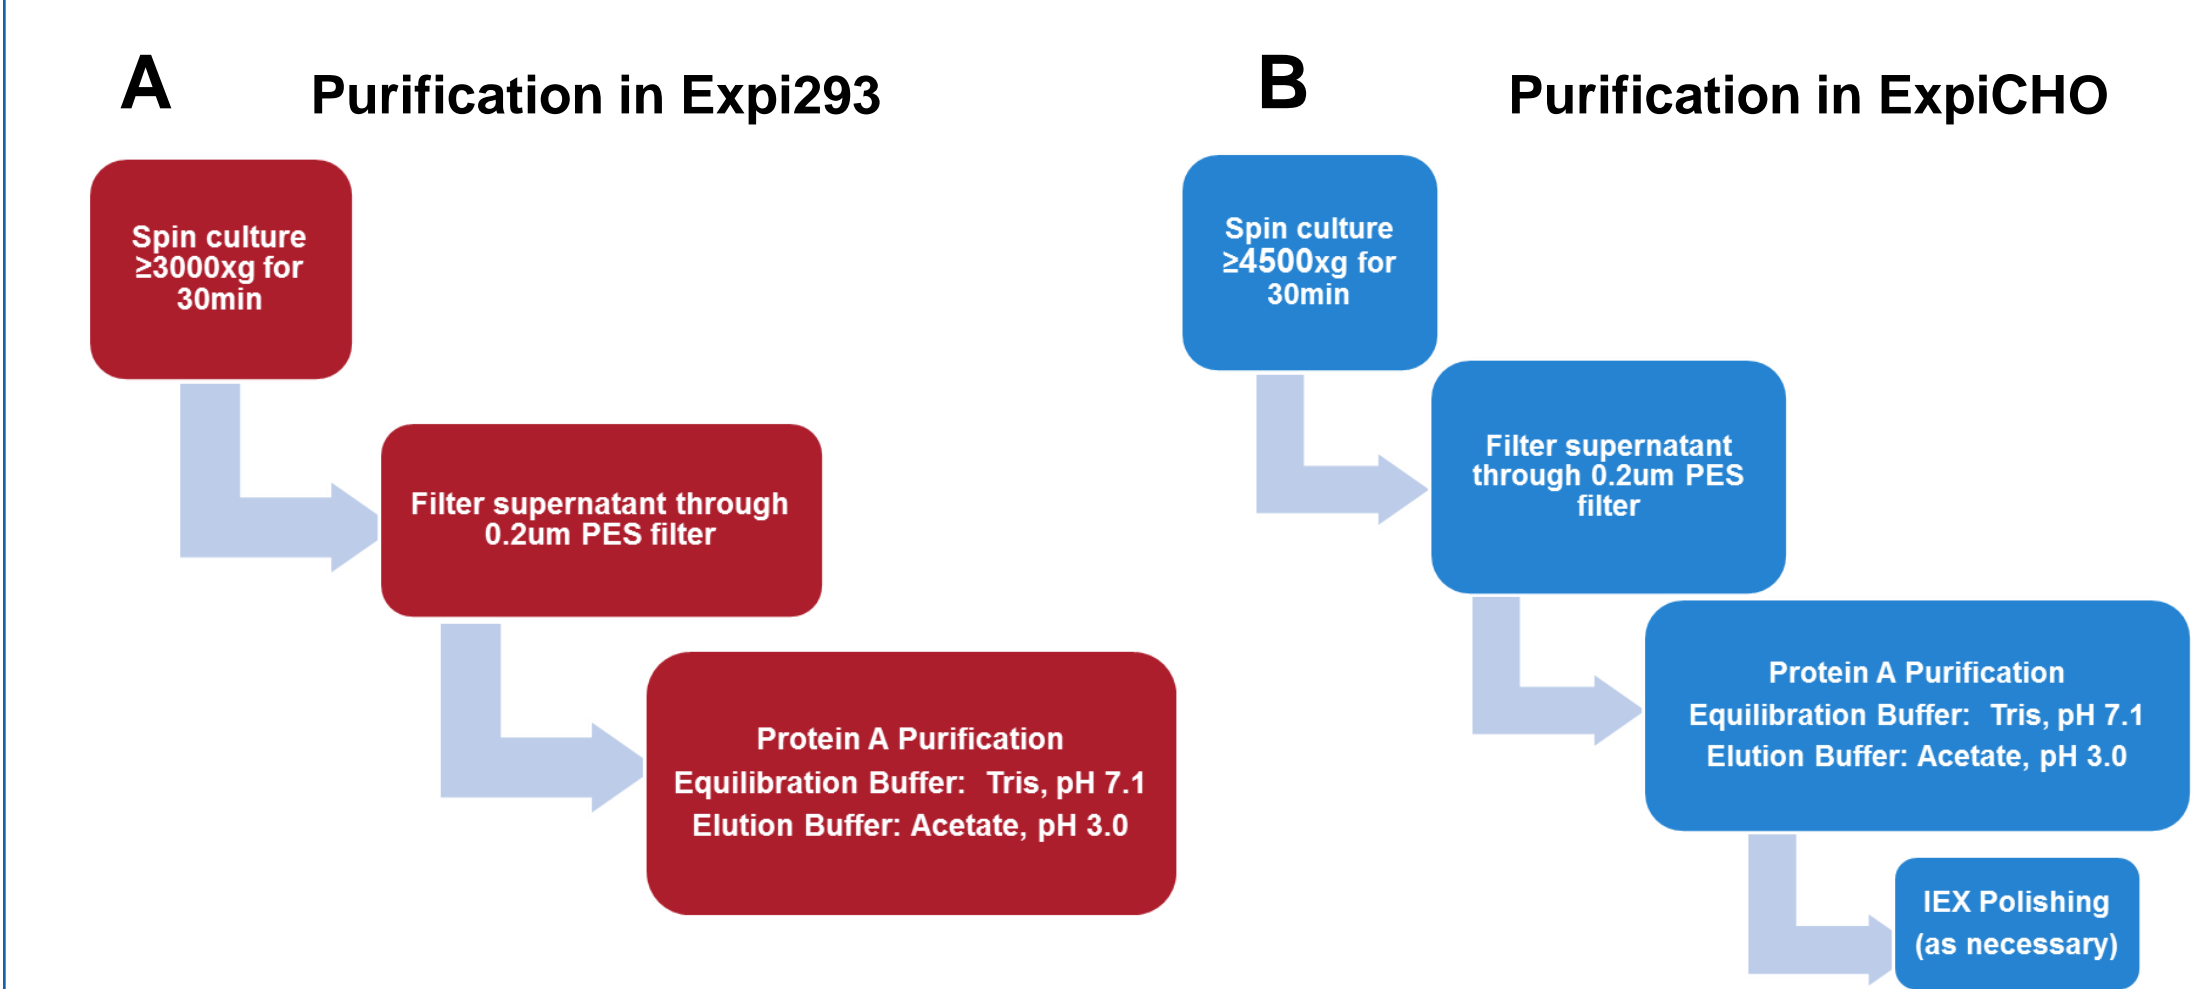 A
Purification in Expi293
Spin culture
≥3000xg for
30min
Filter supernatant through
0.2um PES filter
Protein A Purification
Equilibration Buffer:  Tris, pH 7.1
Elution Buffer: Acetate, pH 3.0
B
Purification in ExpiCHO
Spin culture
≥4500xg for
30min
Filter supernatant
through 0.2um PES
filter
Protein A Purification
Equilibration Buffer:  Tris, pH 7.1
Elution Buffer: Acetate, pH 3.0
IEX Polishing
(as necessary)